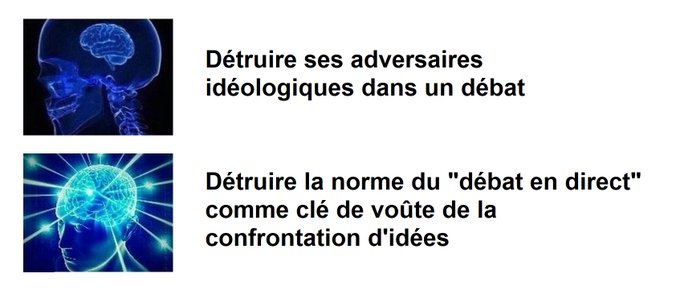 Détruire ses adversaires
idéologiques dans un débat
Détruire la norme du "débat en direct"
comme clé de voûte de la
confrontation d'idées